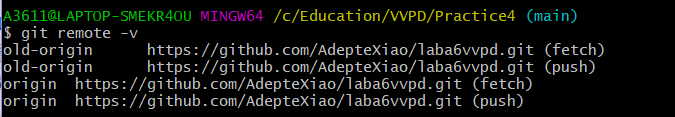 A3611@LAPTOP-SMEKR4OU MINGW64 /c/Education/VVPD/Practice4 (main)
$ git remote -v
old-origin      https://github.com/AdepteXiao/laba6vvpd.git (fetch)
old-origin      https://github.com/AdepteXiao/laba6vvpd.git (push)
origin  https://github.com/AdepteXiao/laba6vvpd.git (fetch)
origin  https://github.com/AdepteXiao/laba6vvpd.git (push)